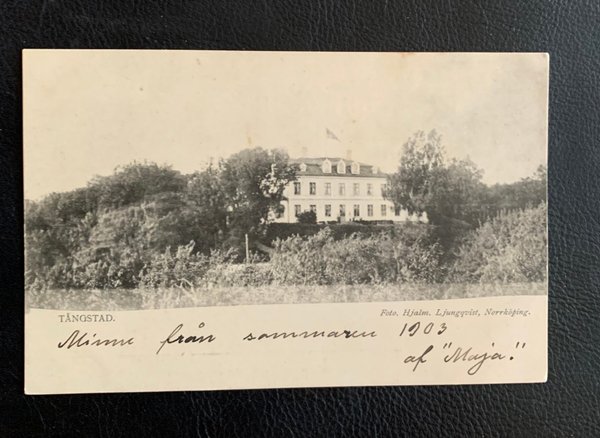 TÅNGSTAD.
Foto. Hjalm. Ljungqvist, Norrköping.
Minne från sommaren 1903
af "Maja".